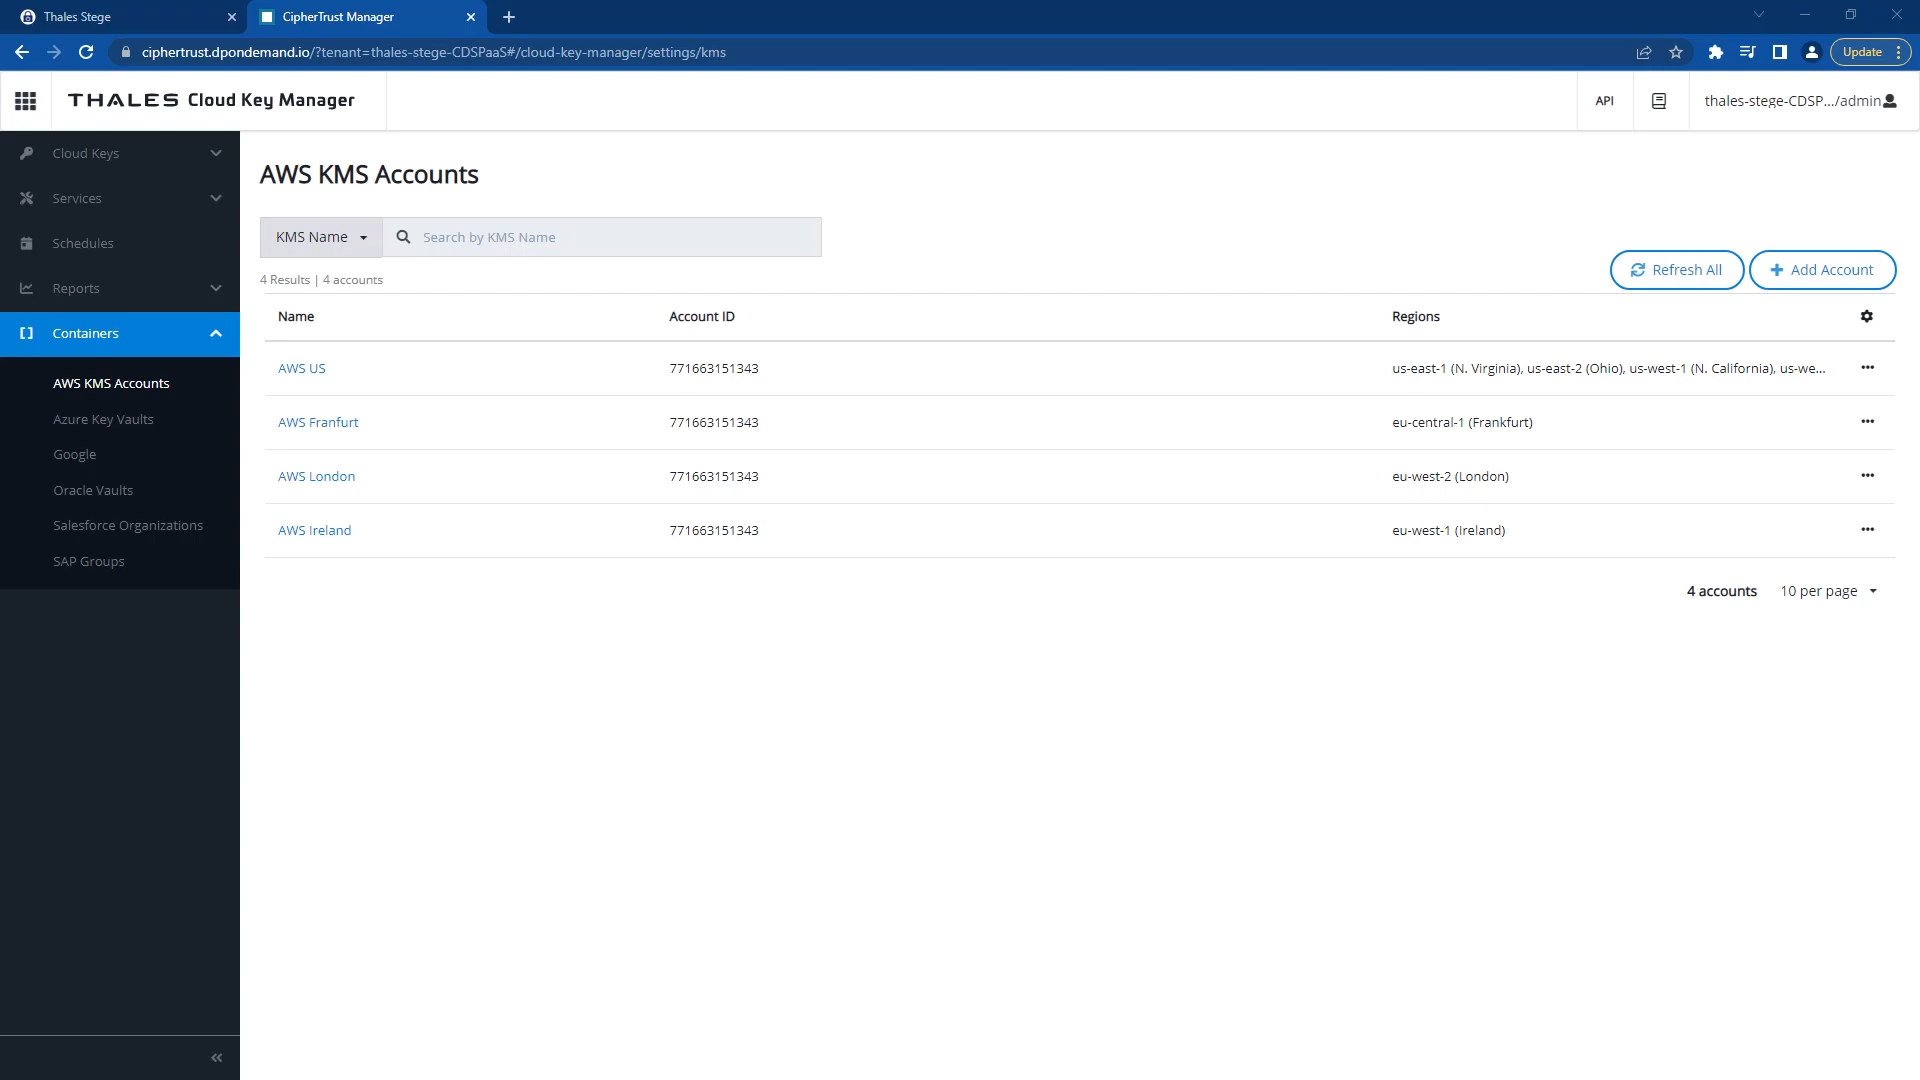 Thales Stege
CipherTrust Manager
ciphertrust.dpondemand.io/?tenant=thales-stege-CDSPaaS#/cloud-key-manager/settings/kms
Update
THALES Cloud Key Manager
API
thales-stege-CDSP.../admin
Cloud Keys
Services
Schedules
Reports
Containers
AWS KMS Accounts
Azure Key Vaults
Google
Oracle Vaults
Salesforce Organizations
SAP Groups
AWS KMS Accounts
KMS Name
Search by KMS Name
4 Results | 4 accounts
Refresh All
Add Account
Name Account ID Regions
AWS US 771663151343 us-east-1 (N. Virginia), us-east-2 (Ohio), us-west-1 (N. California), us-we...
AWS Franfurt 771663151343 eu-central-1 (Frankfurt)
AWS London 771663151343 eu-west-2 (London)
AWS Ireland 771663151343 eu-west-1 (Ireland)
4 accounts 10 per page